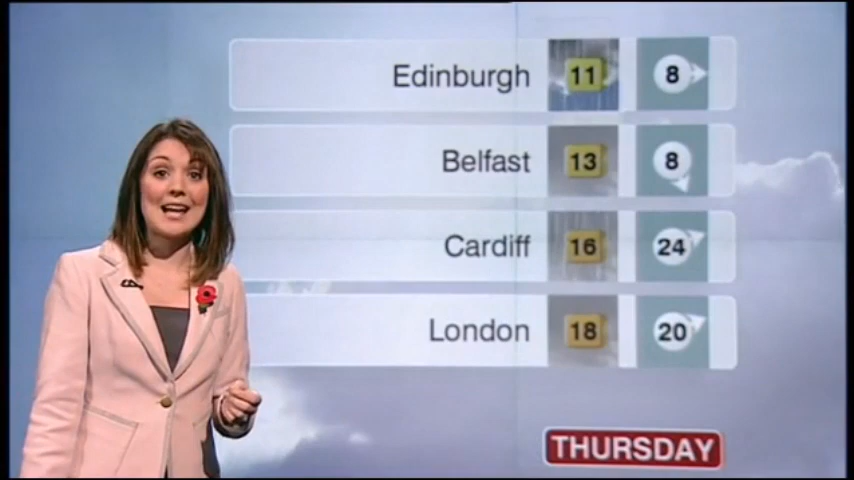 Edinburgh 11 8
Belfast 13 8
Cardiff 16 24
London 18 20
THURSDAY